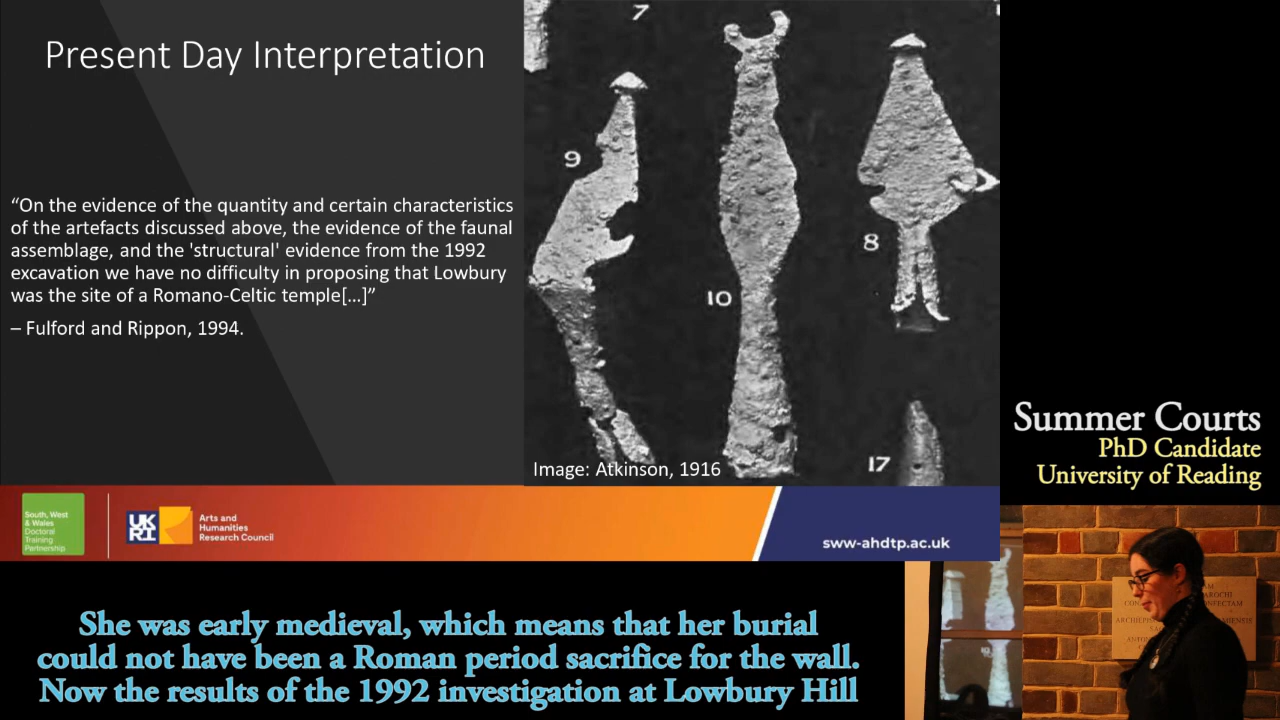 Present Day Interpretation
“On the evidence of the quantity and certain characteristics
of the artefacts discussed above, the evidence of the faunal
assemblage, and the 'structural' evidence from the 1992
excavation we have no difficulty in proposing that Lowbury
was the site of a Romano-Celtic temple[...]”
– Fulford and Rippon, 1994.
7
9
10
8
17
Image: Atkinson, 1916
South, West
& Wales
Doctoral
Training
Partnership
UK
RI
Arts and
Humanities
Research Council
sww-ahdtp.ac.uk
Summer Courts
PhD Candidate
University of Reading
She was early medieval, which means that her burial
could not have been a Roman period sacrifice for the wall.
Now the results of the 1992 investigation at Lowbury Hill